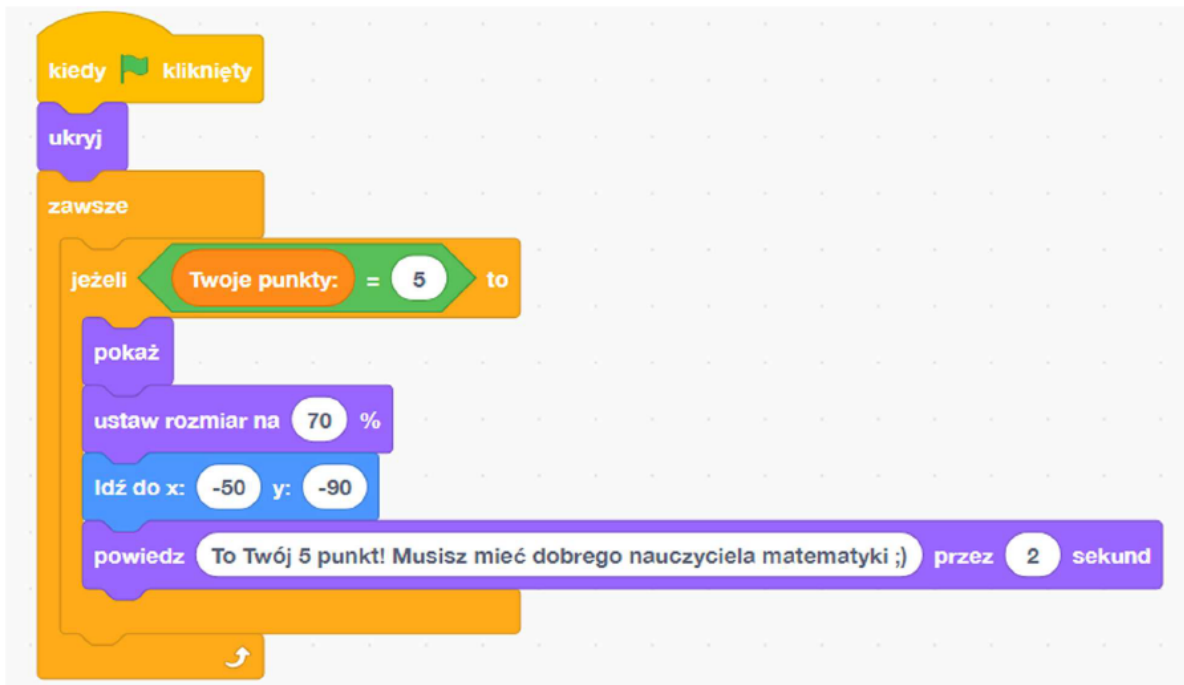 kiedy kliknięty
ukryj
zawsze
jeżeli Twoje punkty: = 5 to
pokaż
ustaw rozmiar na 70 %
Idź do x: -50 y: -90
powiedz To Twój 5 punkt! Musisz mieć dobrego nauczyciela matematyki ;) przez 2 sekund